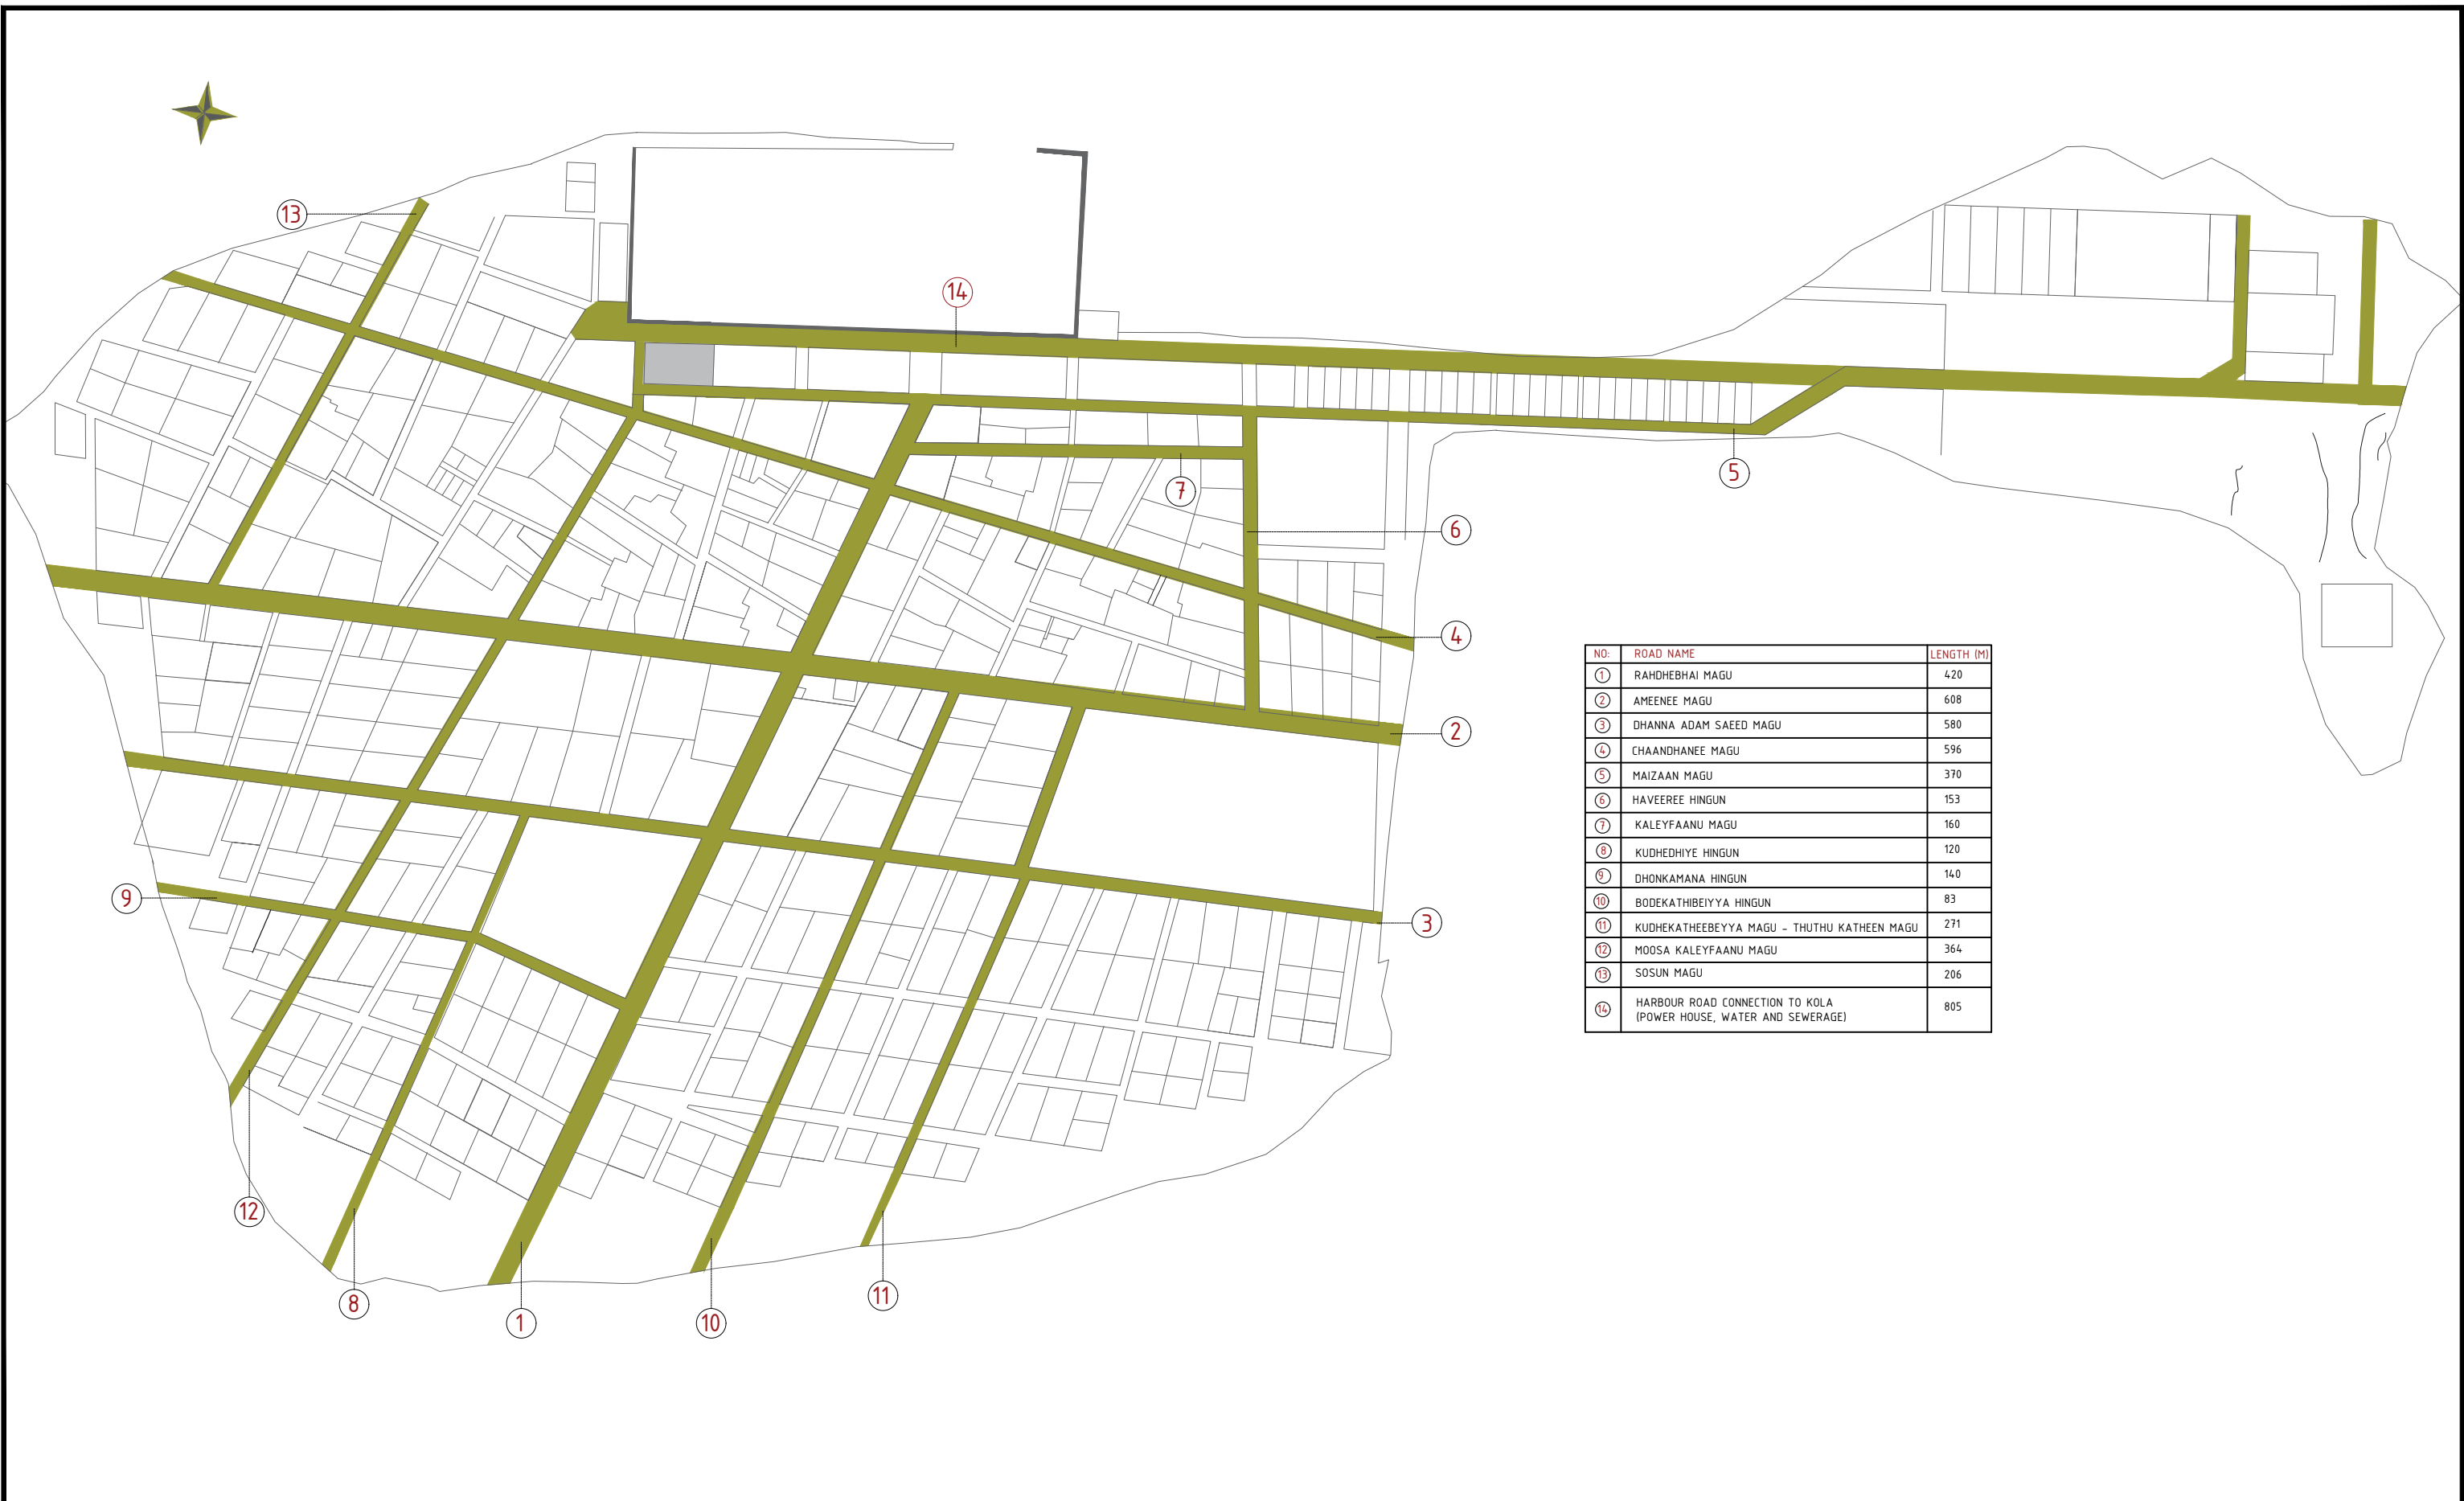 13
14
7
5
6
4
2
9
3
12
8
1
10
11
NO: ROAD NAME LENGTH (M)
1 RAHDHEBHAI MAGU 420
2 AMEENEE MAGU 608
3 DHANNA ADAM SAEED MAGU 580
4 CHAANDHANEE MAGU 596
5 MAIZAAN MAGU 370
6 HAVEEREE HINGUN 153
7 KALEYFAANU MAGU 160
8 KUDHEDHIYE HINGUN 120
9 DHONKAMANA HINGUN 140
10 BODEKATHIBEIYYA HINGUN 83
11 KUDHEKATHEEBEYYA MAGU - THUTHU KATHEEN MAGU 271
12 MOOSA KALEYFAANU MAGU 364
13 SOSUN MAGU 206
14 HARBOUR ROAD CONNECTION TO KOLA 805
(POWER HOUSE, WATER AND SEWERAGE)